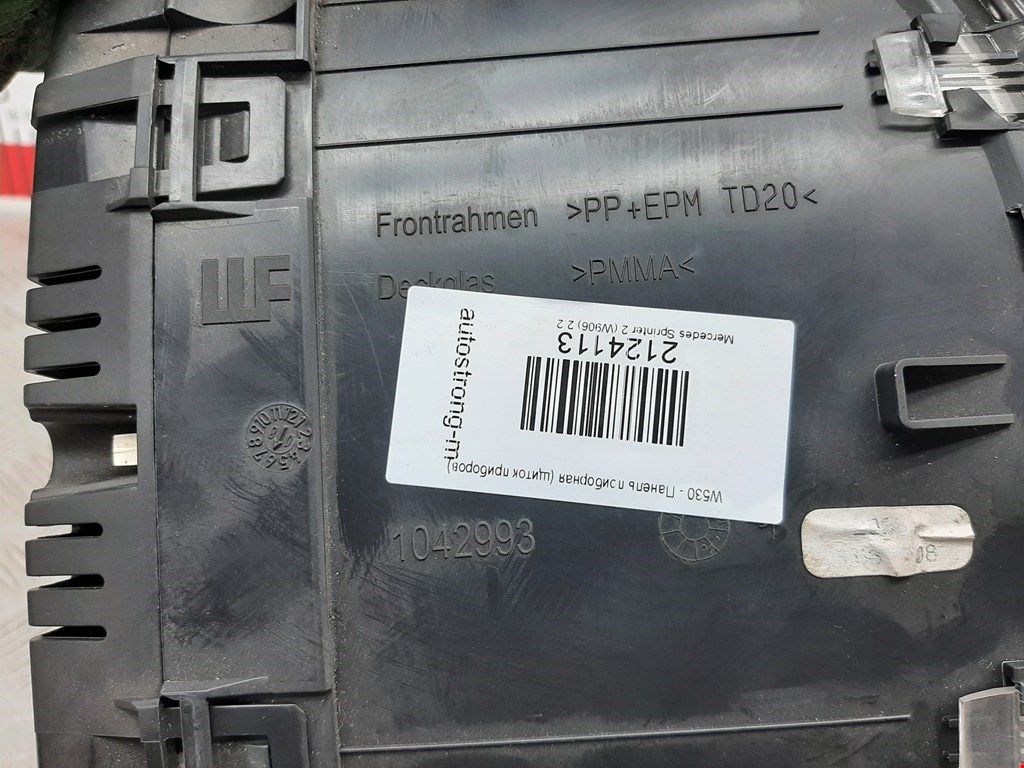 Frontrahmen >PP+EPM TD20<
>PMMA<
W530 - Панель приборная (щиток приборов)
2124113
Mercedes Sprinter 2 (W906) 2.2
autostrong-m
1042993